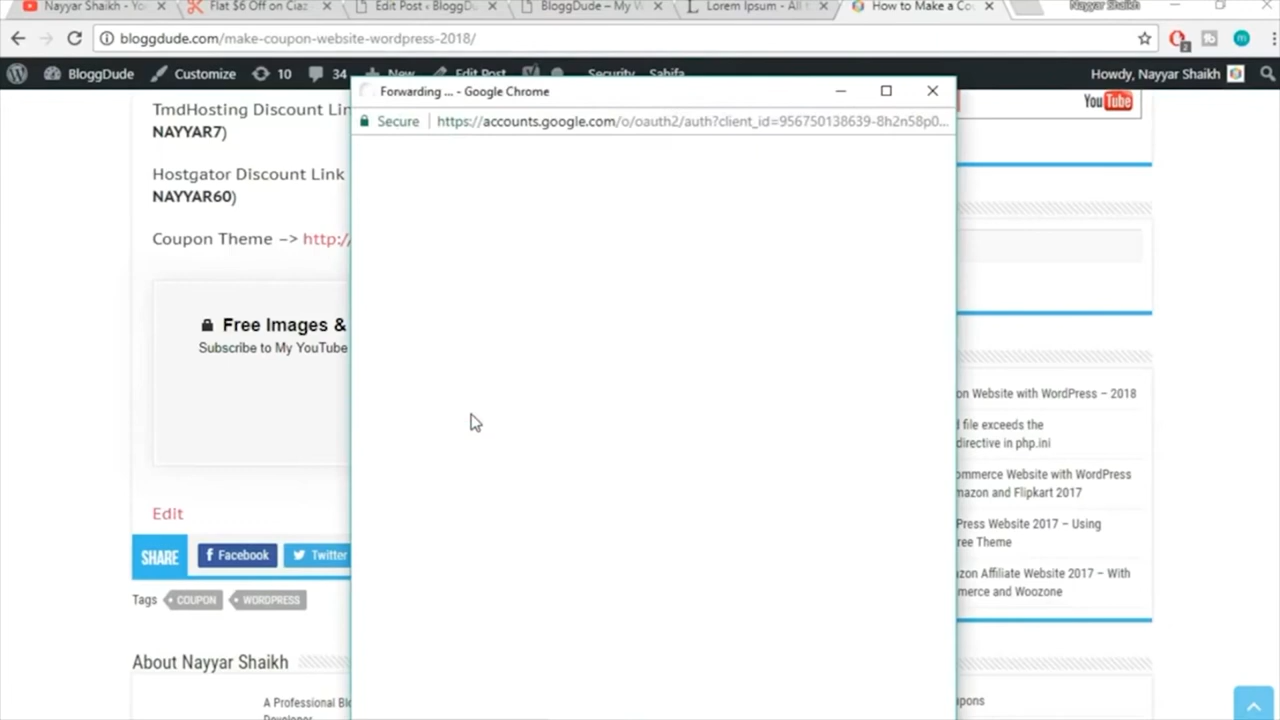 Nayyar Shaikh - Yo
Flat $6 Off on Ciaz
Edit Post ‹ BloggD
BloggDude – My V
Lorem Ipsum - All t
How to Make a Co
Nayyar Shaikh
bloggdude.com/make-coupon-website-wordpress-2018/
2
m
BloggDude
Customize
10
34
New
Edit Post
Security
Sahifa
Howdy, Nayyar Shaikh
Forwarding ... - Google Chrome
Secure
https://accounts.google.com/o/oauth2/auth?client_id=956750138639-8h2n58p0...
TmdHosting Discount Lin
NAYYAR7)
Hostgator Discount Link
NAYYAR60)
Coupon Theme –> http:/
Free Images &
Subscribe to My YouTube
Edit
SHARE
Facebook
Twitter
Tags
COUPON
WORDPRESS
About Nayyar Shaikh
A Professional Blo
Developer
YouTube
on Website with WordPress – 2018
d file exceeds the
directive in php.ini
ommerce Website with WordPress
mazon and Flipkart 2017
Press Website 2017 – Using
ree Theme
zon Affiliate Website 2017 – With
merce and Woozone
upons